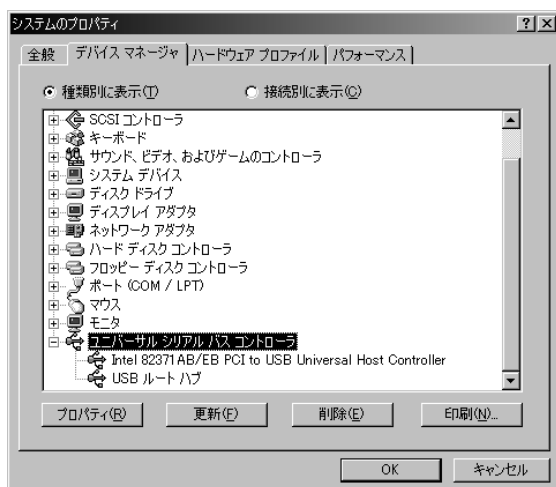 システムのプロパティ
全般 デバイス マネージャ ハードウェア プロファイル パフォーマンス
種類別に表示(T) 接続別に表示(C)
SCSI コントローラ
キーボード
サウンド、ビデオ、およびゲームのコントローラ
システム デバイス
ディスク ドライブ
ディスプレイ アダプタ
ネットワーク アダプタ
ハード ディスク コントローラ
フロッピー ディスク コントローラ
ポート (COM / LPT)
マウス
モニタ
ユニバーサル シリアル バス コントローラ
Intel 82371AB/EB PCI to USB Universal Host Controller
USB ルート ハブ
プロパティ(R) 更新(F) 削除(E) 印刷(N)...
OK キャンセル